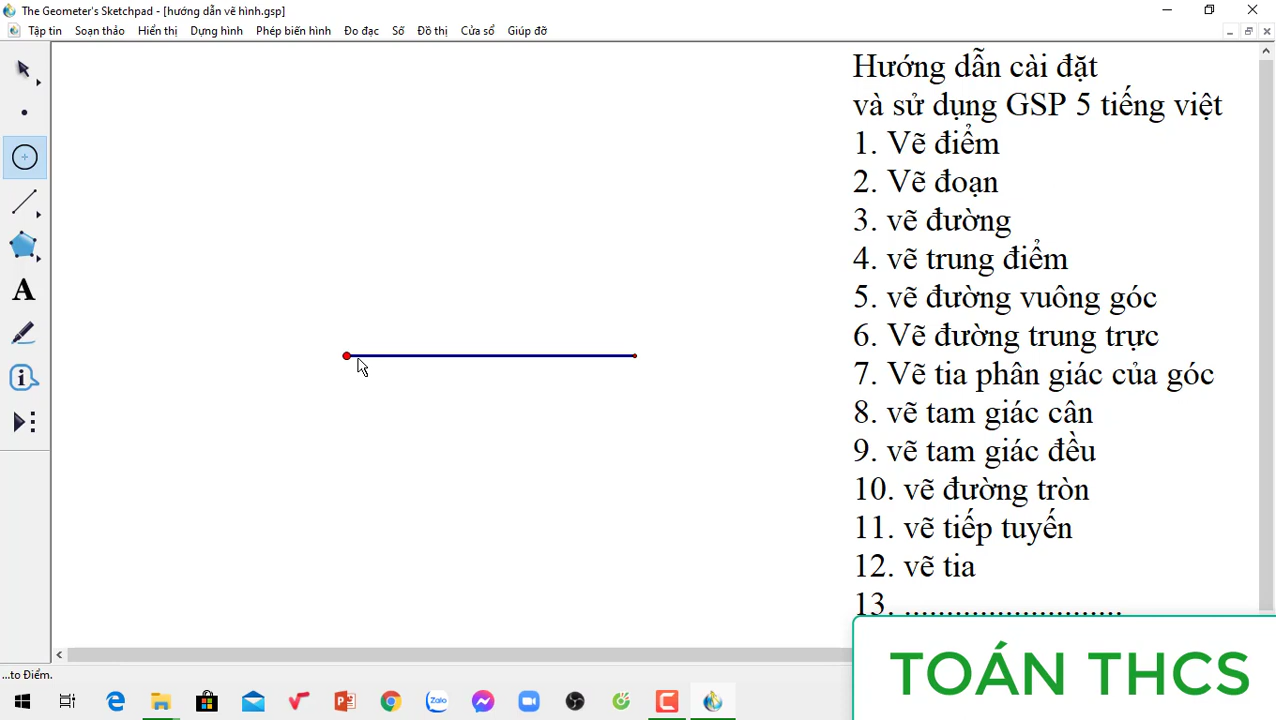 The Geometer's Sketchpad - [hướng dẫn vẽ hình.gsp]
Tập tin Soạn thảo Hiển thị Dựng hình Phép biến hình Đo đạc Số Đồ thị Cửa sổ Giúp đỡ
Hướng dẫn cài đặt
và sử dụng GSP 5 tiếng việt
1. Vẽ điểm
2. Vẽ đoạn
3. vẽ đường
4. vẽ trung điểm
5. vẽ đường vuông góc
6. Vẽ đường trung trực
7. Vẽ tia phân giác của góc
8. vẽ tam giác cân
9. vẽ tam giác đều
10. vẽ đường tròn
11. vẽ tiếp tuyến
12. vẽ tia
13. ..........................
A
...to Điểm.
Zalo
TOÁN THCS